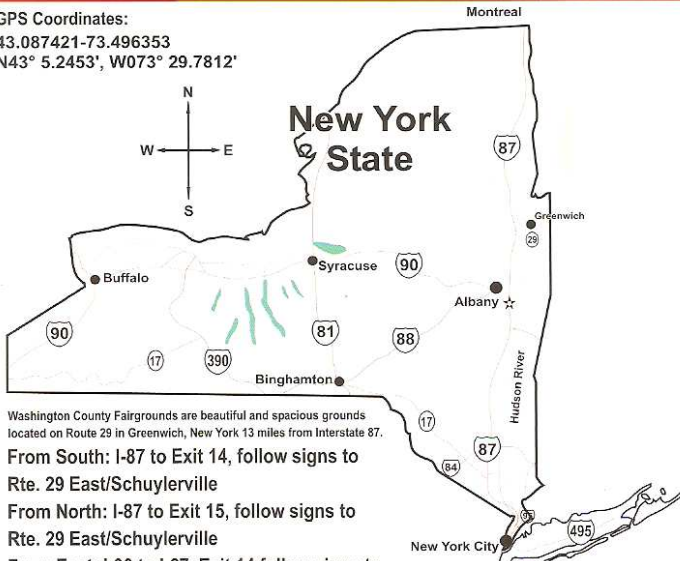 Montreal
GPS Coordinates:
43.087421-73.496353
N43° 5.2453', W073° 29.7812'
N
W E
S
New York
State
87
Greenwich
29
Syracuse
90
Buffalo
Albany
90
81
88
17
390
Binghamton
Hudson River
17
87
84
95
495
New York City
Washington County Fairgrounds are beautiful and spacious grounds
located on Route 29 in Greenwich, New York 13 miles from Interstate 87.
From South: I-87 to Exit 14, follow signs to
Rte. 29 East/Schuylerville
From North: I-87 to Exit 15, follow signs to
Rte. 29 East/Schuylerville